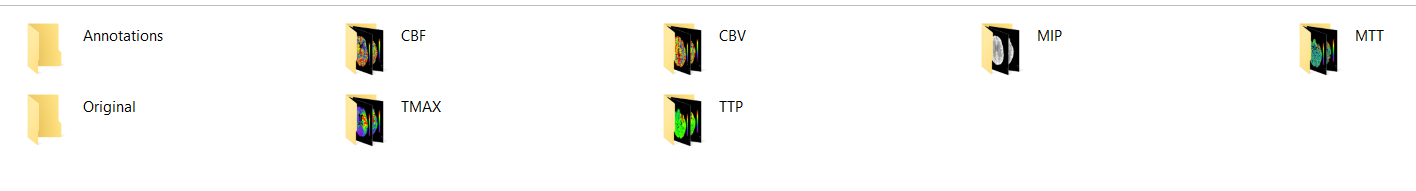 Annotations
CBF
CBV
MIP
MTT
Original
TMAX
TTP